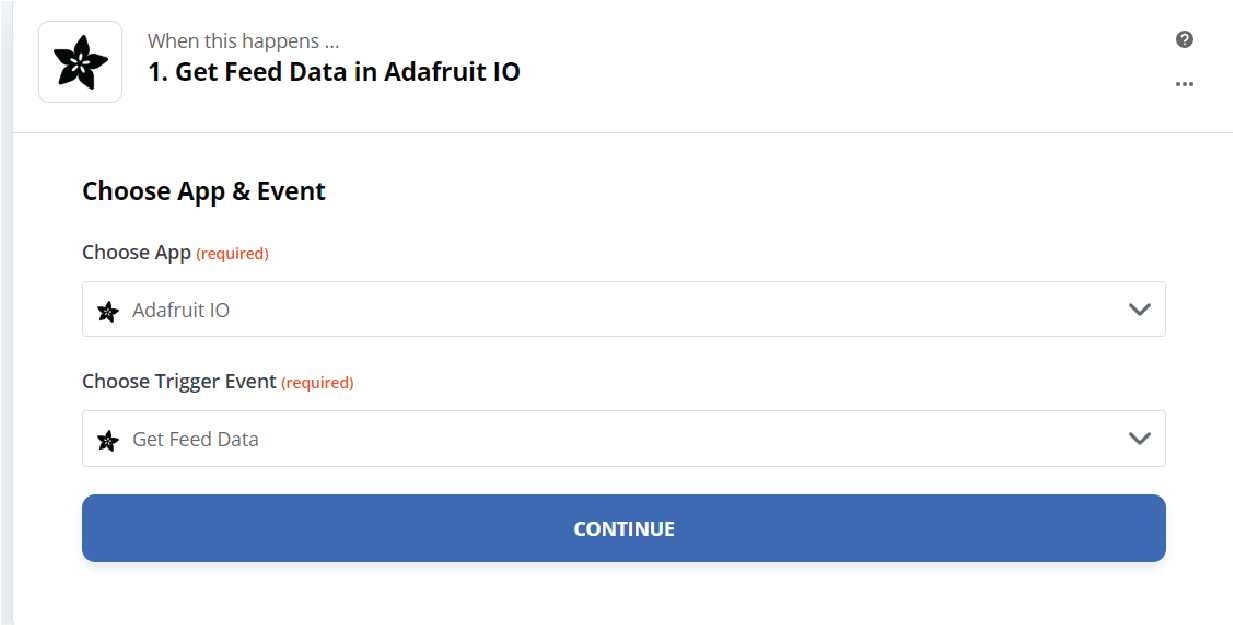 When this happens ...
1. Get Feed Data in Adafruit IO
Choose App & Event
Choose App (required)
Adafruit IO
Choose Trigger Event (required)
Get Feed Data
CONTINUE